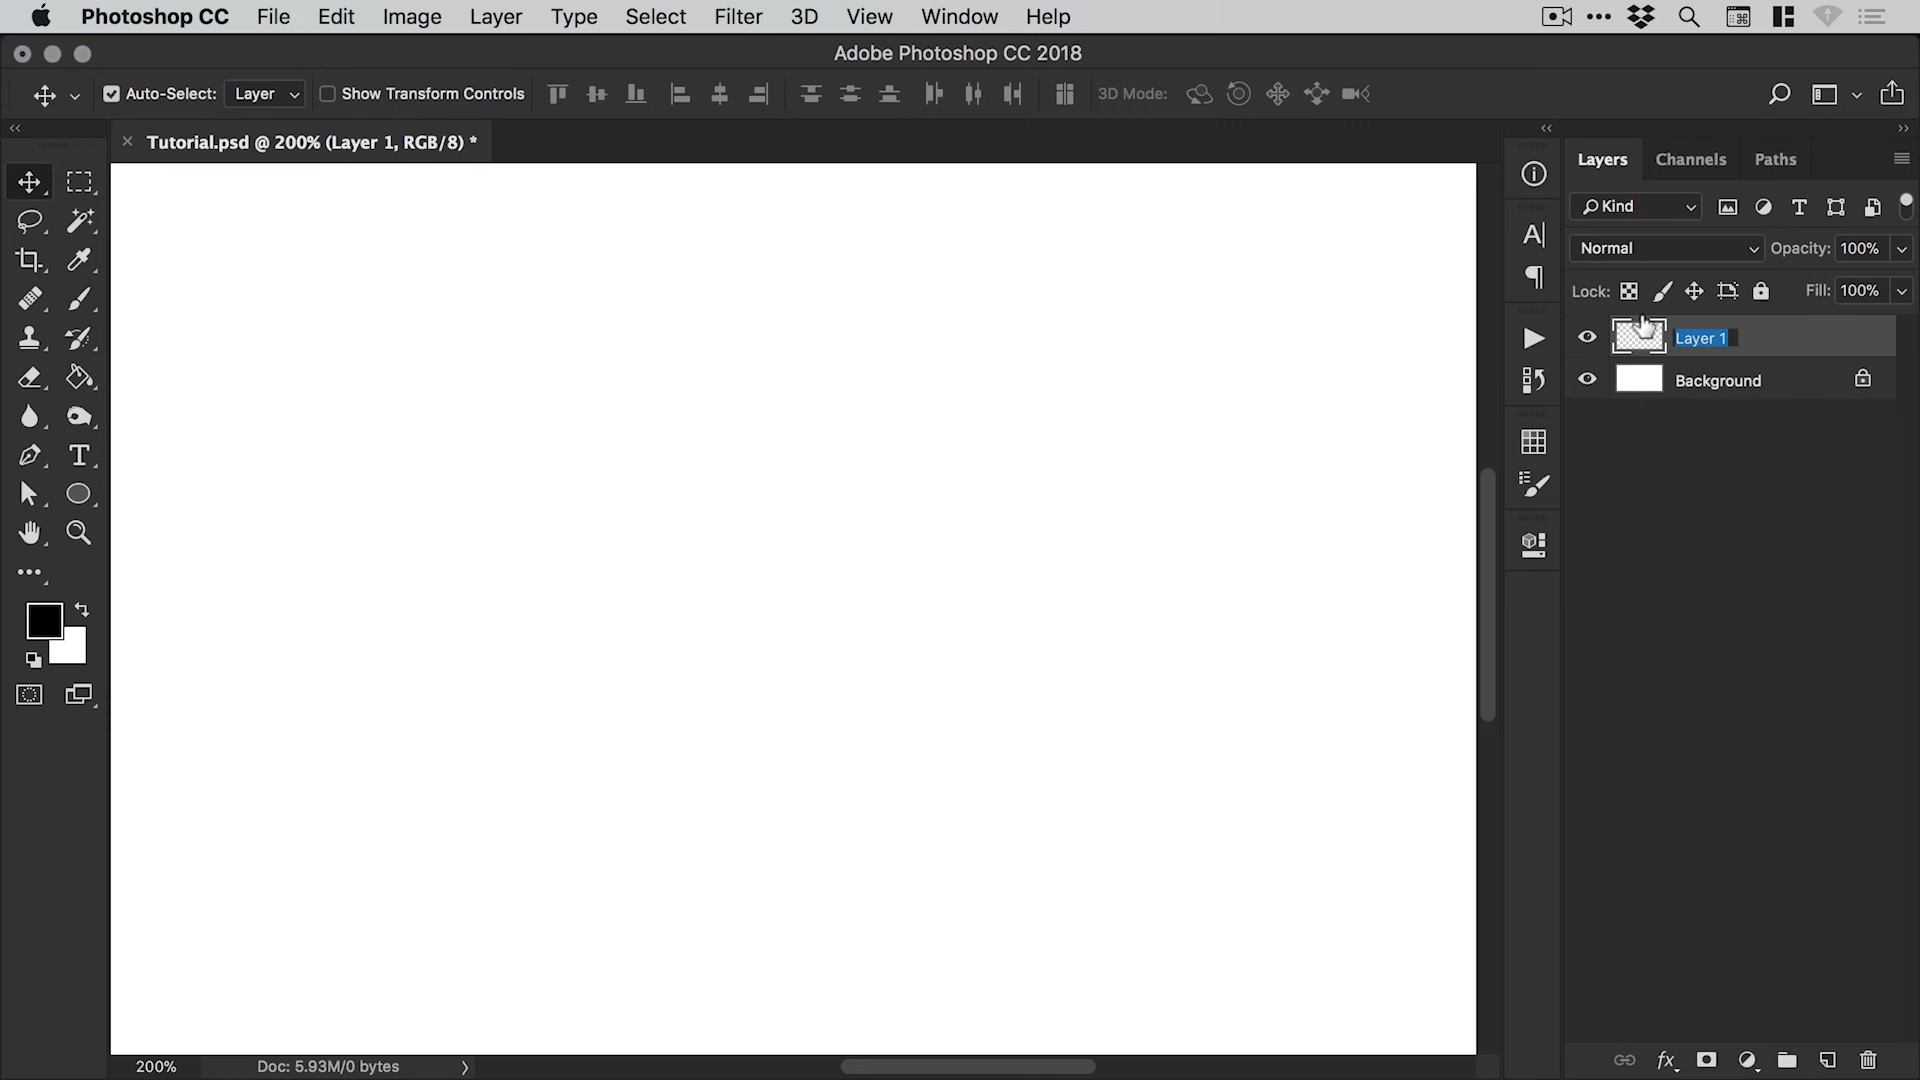 Photoshop CC File Edit Image Layer Type Select Filter 3D View Window Help
Adobe Photoshop CC 2018
Auto-Select: Layer Show Transform Controls 3D Mode:
Tutorial.psd @ 200% (Layer 1, RGB/8) *
Layers Channels Paths
Kind
Normal Opacity: 100%
Lock: Fill: 100%
Layer 1
Background
200% Doc: 5.93M/0 bytes